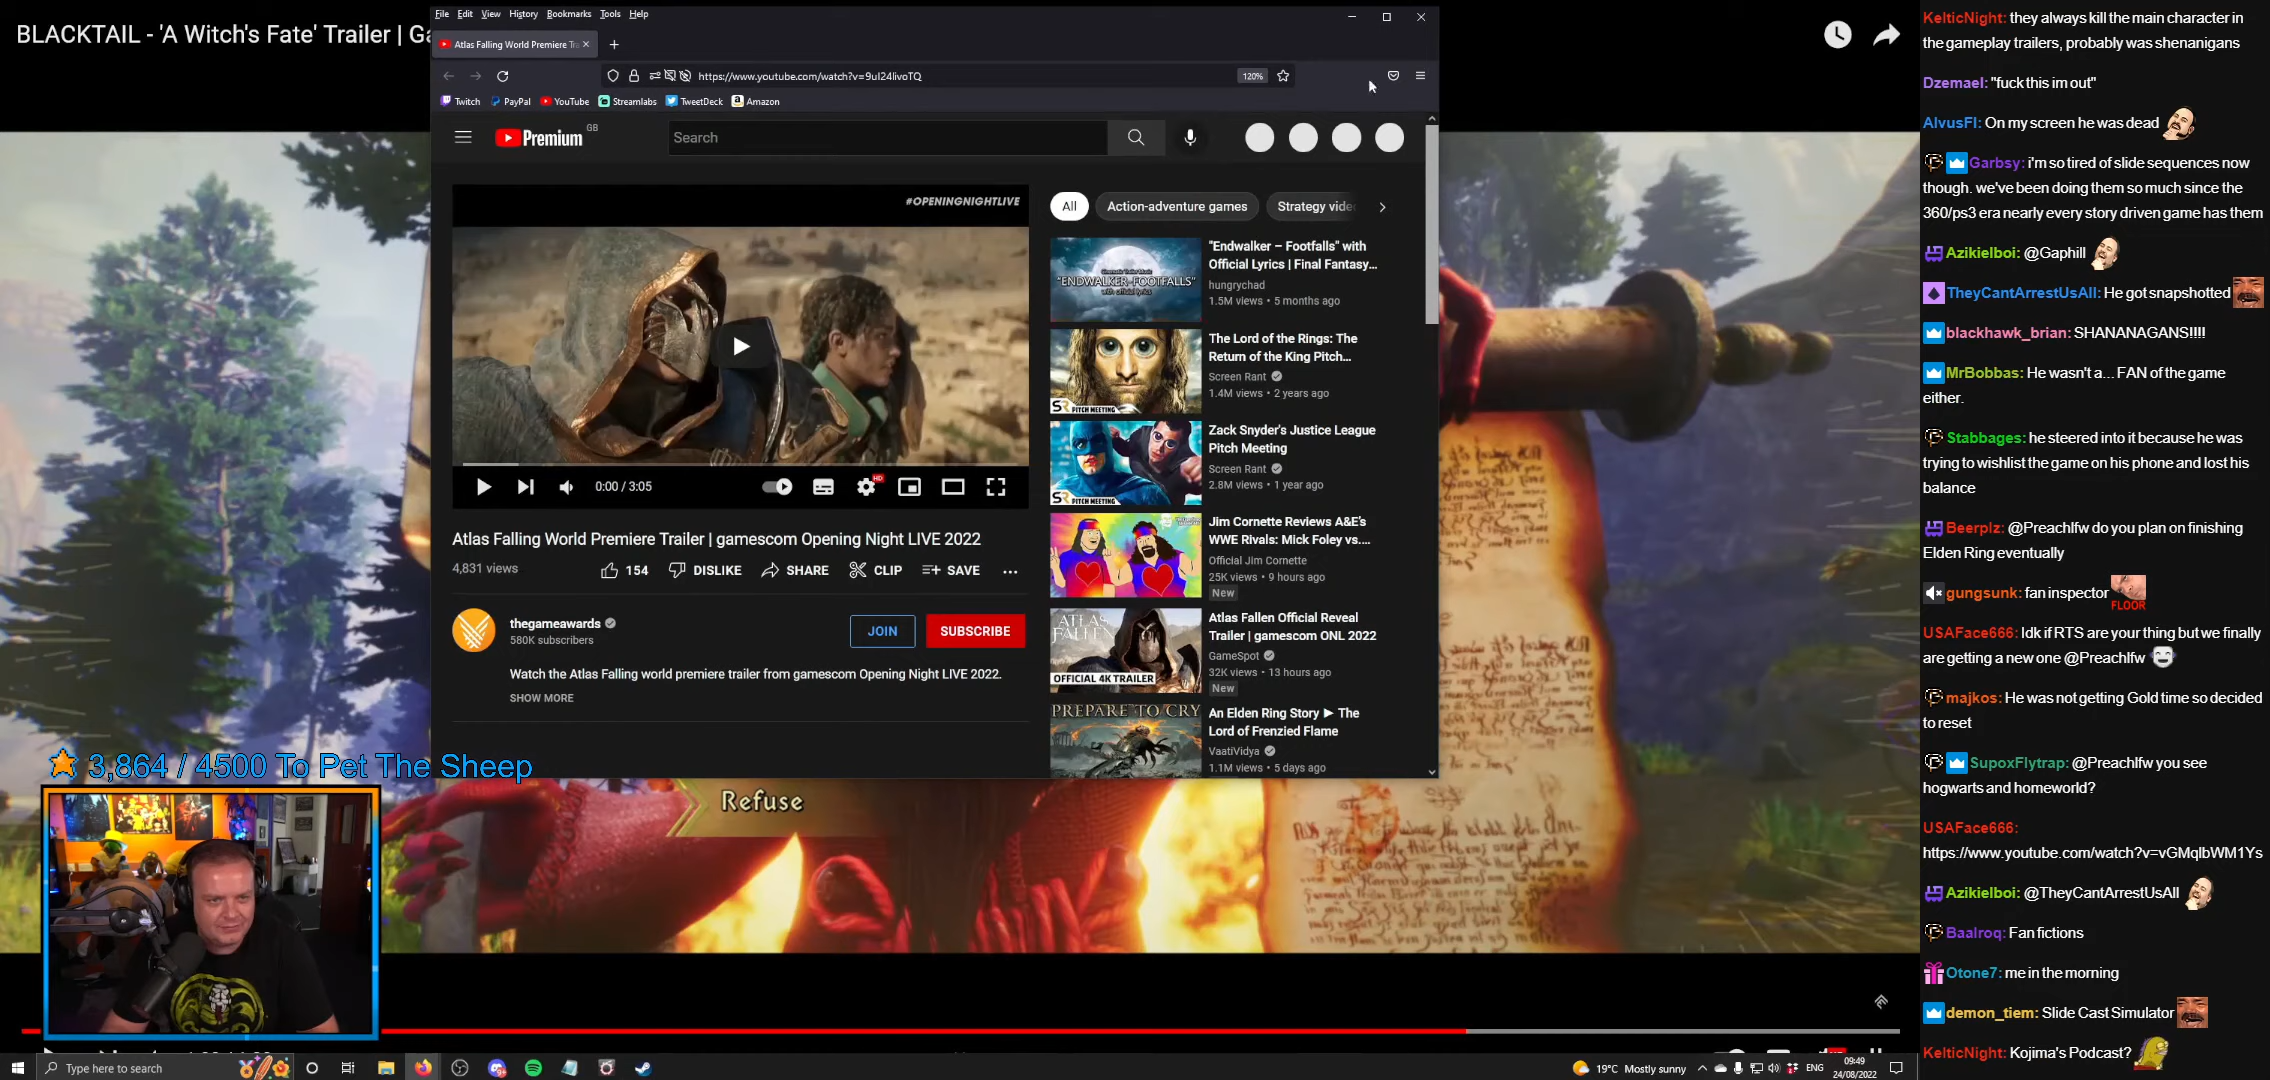 BLACKTAIL - 'A Witch's Fate' Trailer | Ga
File Edit View History Bookmarks Tools Help
Atlas Falling World Premiere Tr
https://www.youtube.com/watch?v=9uI24IivoTQ
120%
Twitch PayPal YouTube Streamlabs TweetDeck Amazon
Premium GB
Search
#OPENINGNIGHTLIVE
0:00 / 3:05
HD
Atlas Falling World Premiere Trailer | gamescom Opening Night LIVE 2022
4,831 views
154 DISLIKE SHARE CLIP SAVE ...
thegameawards
580K subscribers
JOIN SUBSCRIBE
Watch the Atlas Falling world premiere trailer from gamescom Opening Night LIVE 2022.
SHOW MORE
All Action-adventure games Strategy vide
"ENDWALKER-FOOTFALLS"
"Endwalker – Footfalls" with
Official Lyrics | Final Fantasy...
hungrychad
1.5M views • 5 months ago
SR PITCH MEETING
The Lord of the Rings: The
Return of the King Pitch...
Screen Rant
1.4M views • 2 years ago
SR PITCH MEETING
Zack Snyder's Justice League
Pitch Meeting
Screen Rant
2.8M views • 1 year ago
Jim Cornette Reviews A&E's
WWE Rivals: Mick Foley vs....
Official Jim Cornette
25K views • 9 hours ago
New
ATLAS
FALLEN
OFFICIAL 4K TRAILER
Atlas Fallen Official Reveal
Trailer | gamescom ONL 2022
GameSpot
32K views • 13 hours ago
New
PREPARE TO CRY
An Elden Ring Story ► The
Lord of Frenzied Flame
VaatiVidya
1.1M views • 5 days ago
3,864 / 4500 To Pet The Sheep
Refuse
Type here to search
19°C Mostly sunny
ENG
09:49
24/08/2022
KelticNight: they always kill the main character in
the gameplay trailers, probably was shenanigans
Dzemael: "fuck this im out"
AlvusFl: On my screen he was dead
Garbsy: i'm so tired of slide sequences now
though. we've been doing them so much since the
360/ps3 era nearly every story driven game has them
Azikielboi: @Gaphill
TheyCantArrestUsAll: He got snapshotted
blackhawk_brian: SHANANAGANS!!!!
MrBobbas: He wasn't a... FAN of the game
either.
Stabbages: he steered into it because he was
trying to wishlist the game on his phone and lost his
balance
Beerplz: @Preachlfw do you plan on finishing
Elden Ring eventually
gungsunk: fan inspector
FLOOR
USAFace666: Idk if RTS are your thing but we finally
are getting a new one @Preachlfw
majkos: He was not getting Gold time so decided
to reset
SupoxFlytrap: @Preachlfw you see
hogwarts and homeworld?
USAFace666:
https://www.youtube.com/watch?v=vGMqlbWM1Ys
Azikielboi: @TheyCantArrestUsAll
Baalroq: Fan fictions
Otone7: me in the morning
demon_tiem: Slide Cast Simulator
KelticNight: Kojima's Podcast?